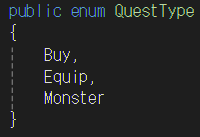 public enum QuestType
{
Buy,
Equip,
Monster
}